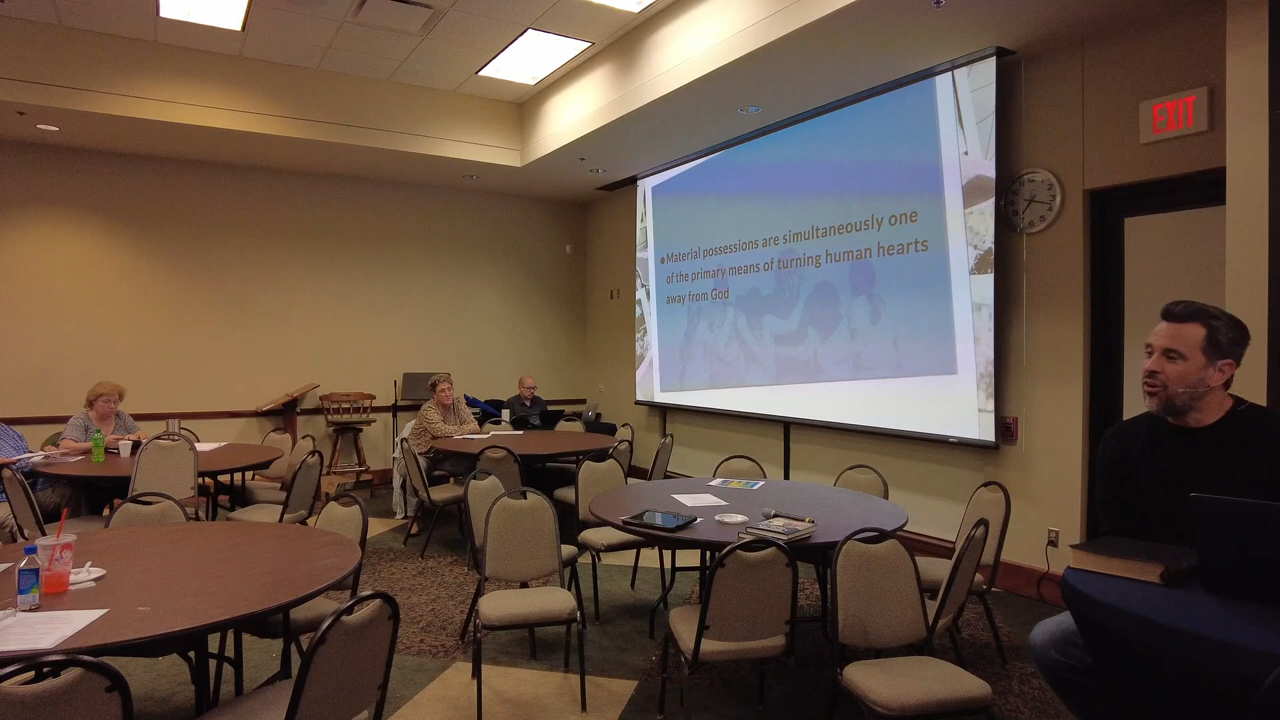 EXIT
•Material possessions are simultaneously one
of the primary means of turning human hearts
away from God